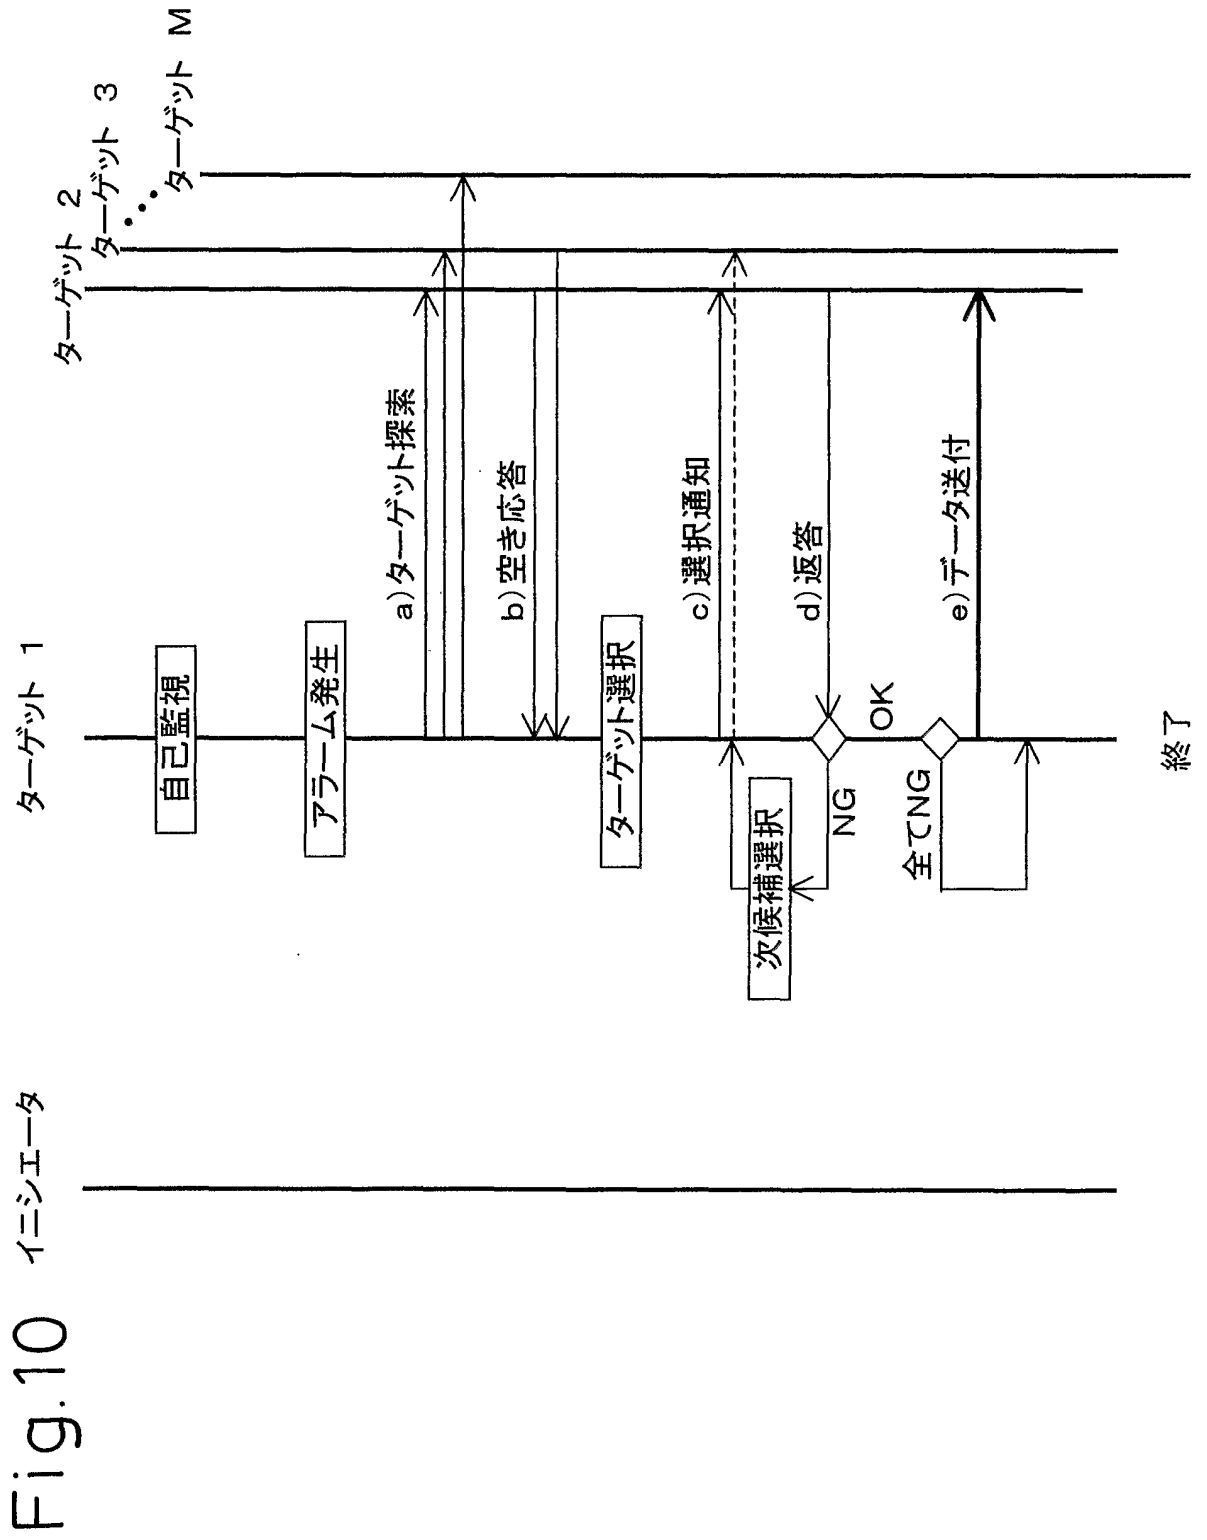 Fig.10
イニシエータ
ターゲット 1
ターゲット 2
ターゲット 3
ターゲット M
自己監視
アラーム発生
a)ターゲット探索
b)空き応答
ターゲット選択
c)選択通知
次候補選択
d)返答
NG
OK
全てNG
e)データ送付
終了